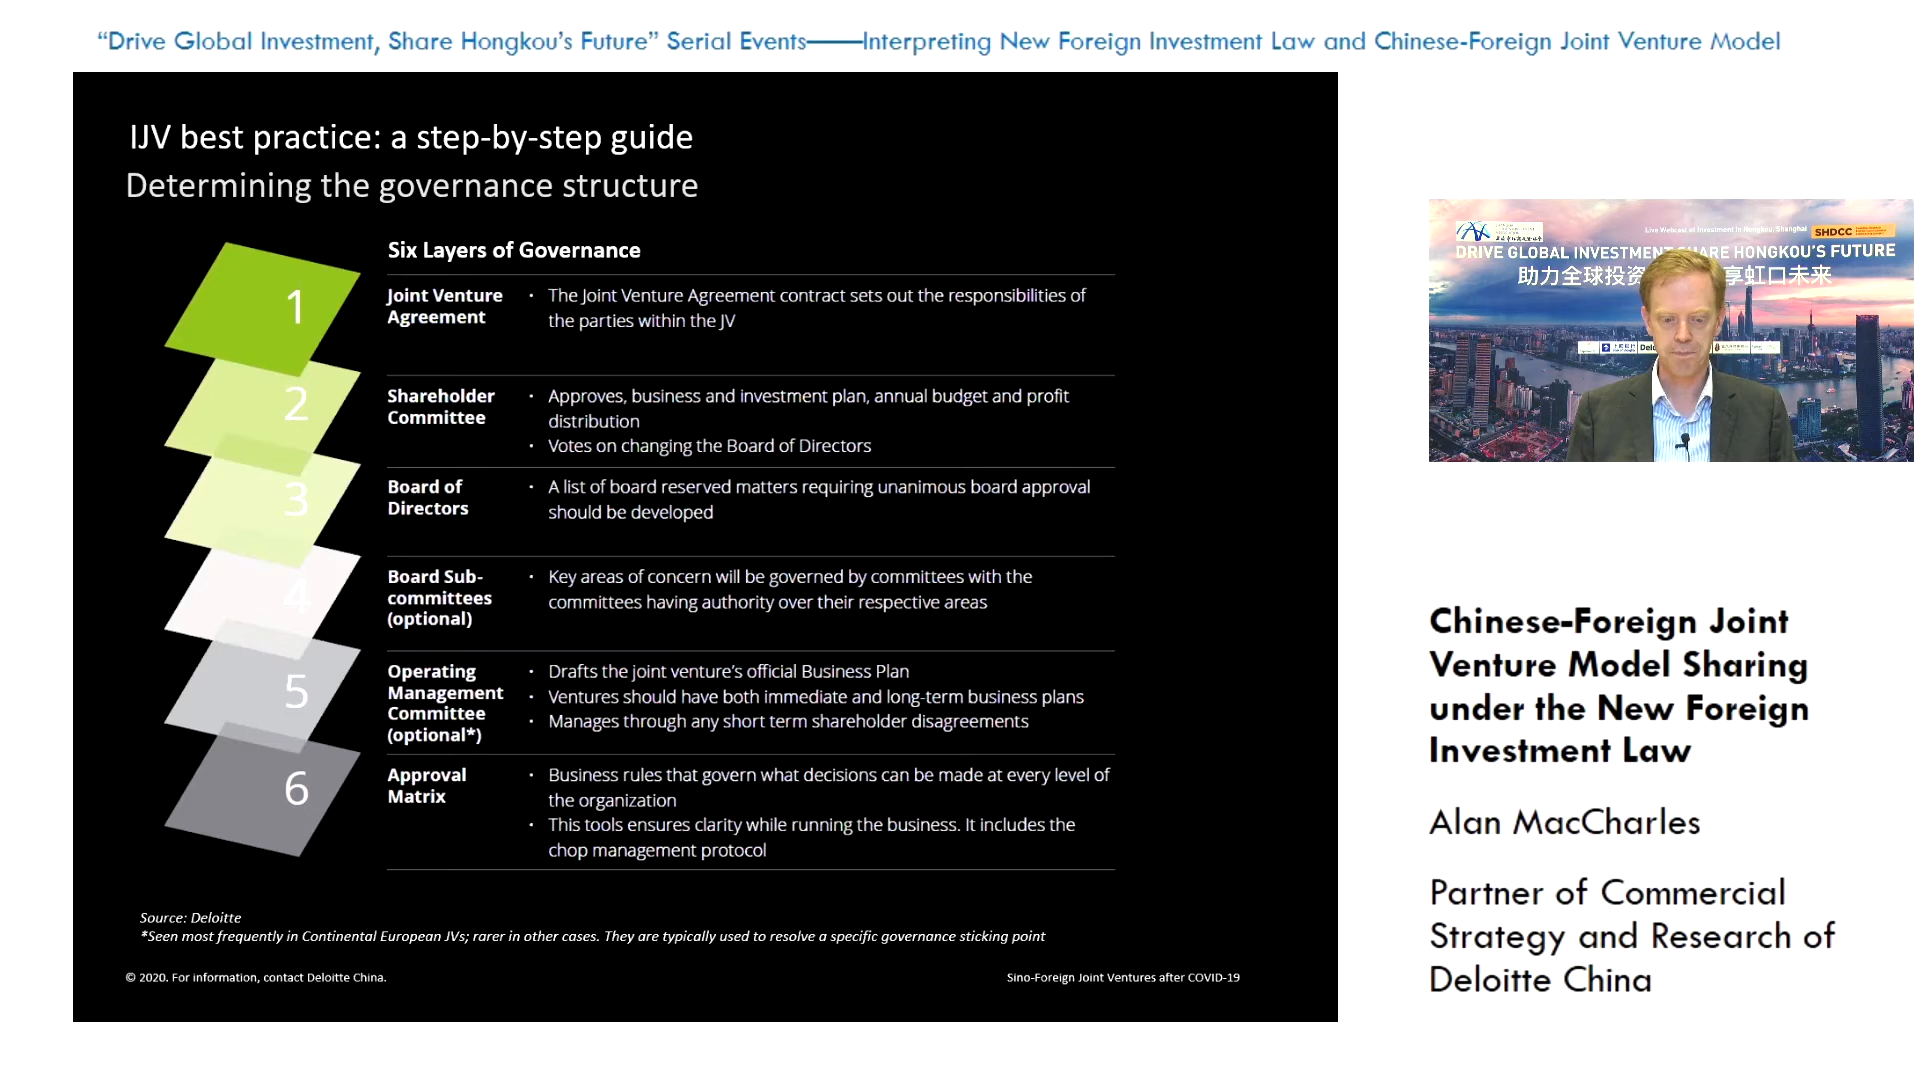 “Drive Global Investment, Share Hongkou’s Future” Serial Events——Interpreting New Foreign Investment Law and Chinese-Foreign Joint Venture Model
IJV best practice: a step-by-step guide
Determining the governance structure
Six Layers of Governance
1
Joint Venture
Agreement
• The Joint Venture Agreement contract sets out the responsibilities of
the parties within the JV
2
Shareholder
Committee
• Approves, business and investment plan, annual budget and profit
distribution
• Votes on changing the Board of Directors
3
Board of
Directors
• A list of board reserved matters requiring unanimous board approval
should be developed
4
Board Sub-
committees
(optional)
• Key areas of concern will be governed by committees with the
committees having authority over their respective areas
5
Operating
Management
Committee
(optional*)
• Drafts the joint venture’s official Business Plan
• Ventures should have both immediate and long-term business plans
• Manages through any short term shareholder disagreements
6
Approval
Matrix
• Business rules that govern what decisions can be made at every level of
the organization
• This tools ensures clarity while running the business. It includes the
chop management protocol
Source: Deloitte
*Seen most frequently in Continental European JVs; rarer in other cases. They are typically used to resolve a specific governance sticking point
© 2020. For information, contact Deloitte China.
Sino-Foreign Joint Ventures after COVID-19
Live Webcast of Investment in Hongkou, Shanghai
SHDCC
DRIVE GLOBAL INVESTMENT SHARE HONGKOU’S FUTURE
助力全球投资 享虹口未来
Chinese-Foreign Joint
Venture Model Sharing
under the New Foreign
Investment Law
Alan MacCharles
Partner of Commercial
Strategy and Research of
Deloitte China